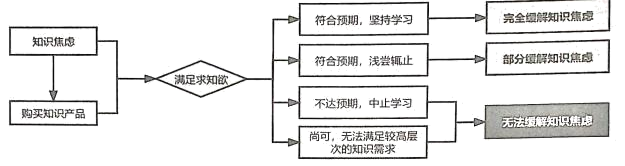 知识焦虑
购买知识产品
满足求知欲
符合预期，坚持学习
符合预期，浅尝辄止
不达预期，中止学习
尚可，无法满足较高层
次的知识需求
完全缓解知识焦虑
部分缓解知识焦虑
无法缓解知识焦虑